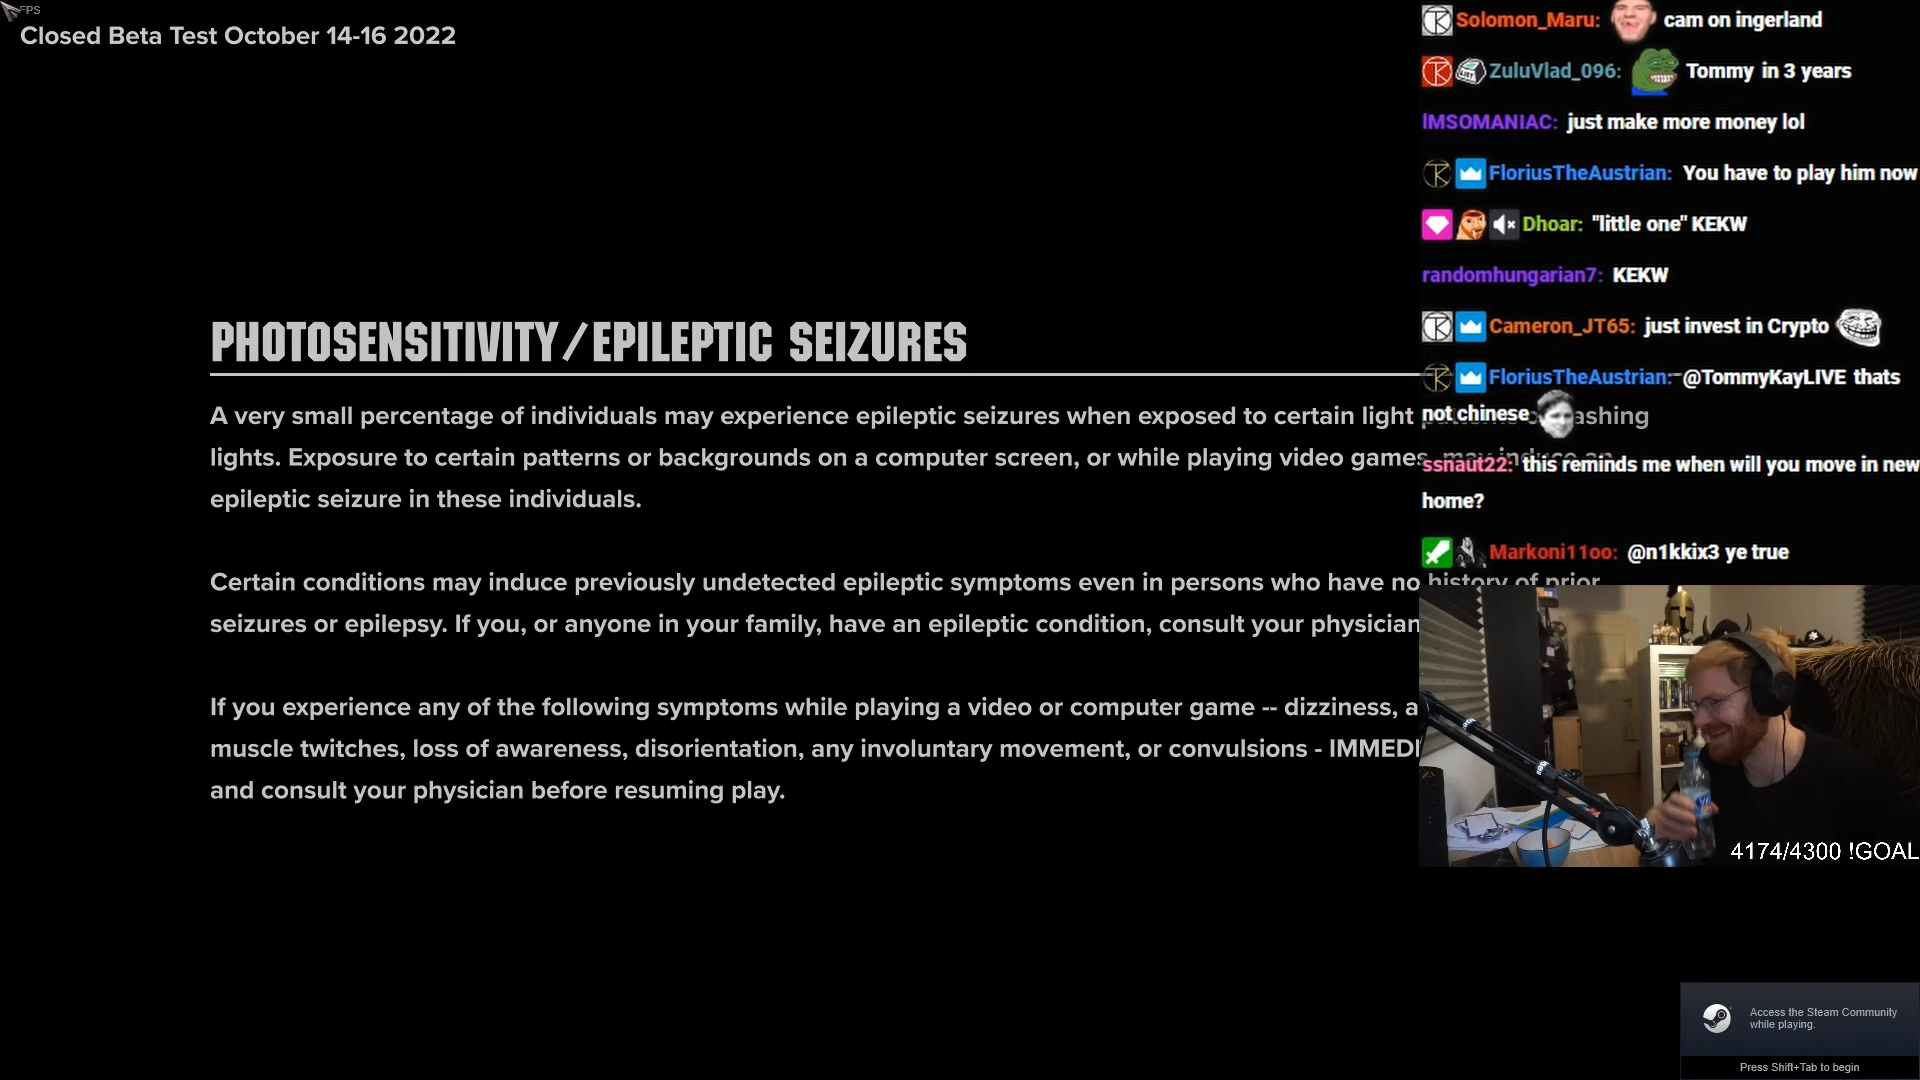 FPS
Closed Beta Test October 14-16 2022
PHOTOSENSITIVITY/EPILEPTIC SEIZURES
A very small percentage of individuals may experience epileptic seizures when exposed to certain light patterns or flashing
lights. Exposure to certain patterns or backgrounds on a computer screen, or while playing video games, may induce an
epileptic seizure in these individuals.
Certain conditions may induce previously undetected epileptic symptoms even in persons who have no history of prior
seizures or epilepsy. If you, or anyone in your family, have an epileptic condition, consult your physician
If you experience any of the following symptoms while playing a video or computer game -- dizziness, a
muscle twitches, loss of awareness, disorientation, any involuntary movement, or convulsions - IMMEDI
and consult your physician before resuming play.
Solomon_Maru: cam on ingerland
ZuluVlad_096: Tommy in 3 years
IMSOMANIAC: just make more money lol
FloriusTheAustrian: You have to play him now
Dhoar: "little one" KEKW
randomhungarian7: KEKW
Cameron_JT65: just invest in Crypto
FloriusTheAustrian: @TommyKayLIVE thats
not chinese
ssnaut22: this reminds me when will you move in new
home?
Markoni11oo: @n1kkix3 ye true
4174/4300 !GOAL
Access the Steam Community
while playing.
Press Shift+Tab to begin